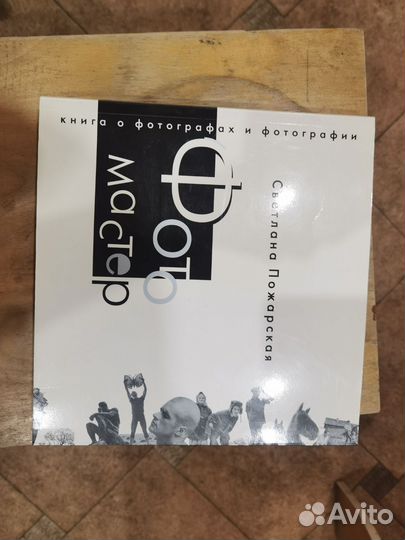 книга о фотографах и фотографии
Фото
мастер
Светлана Пожарская
Avito